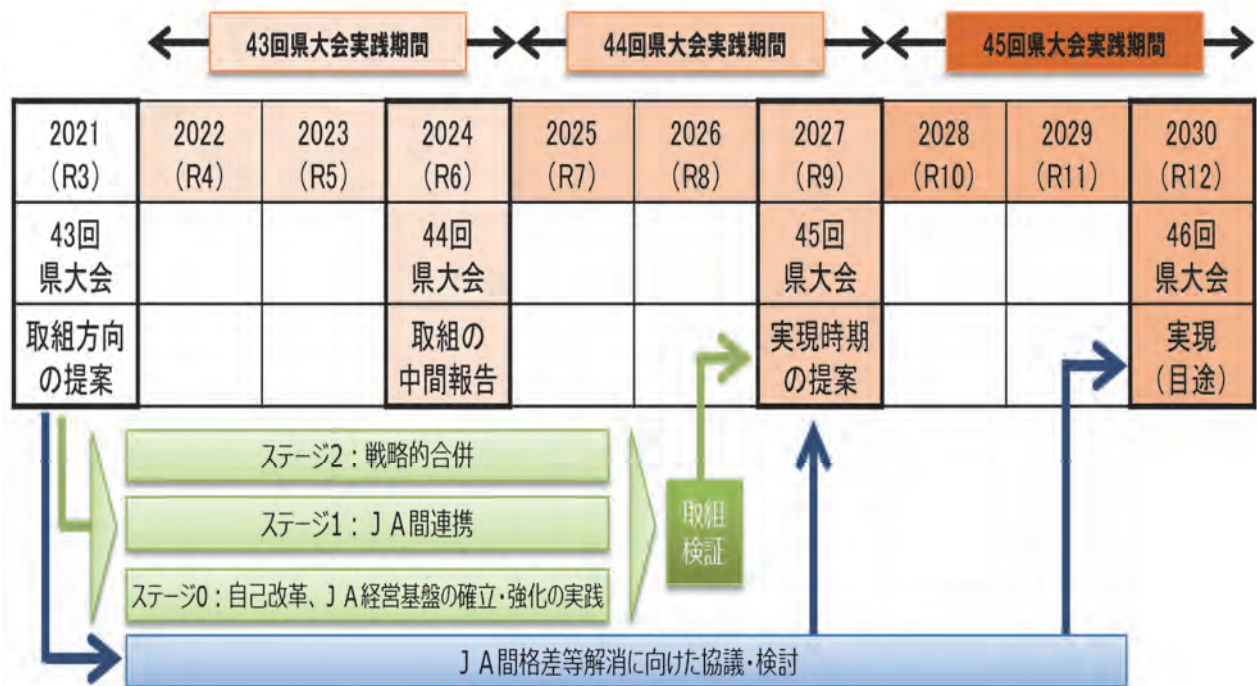 43回県大会実践期間
44回県大会実践期間
45回県大会実践期間
2021
(R3)
2022
(R4)
2023
(R5)
2024
(R6)
2025
(R7)
2026
(R8)
2027
(R9)
2028
(R10)
2029
(R11)
2030
(R12)
43回
県大会
44回
県大会
45回
県大会
46回
県大会
取組方向
の提案
取組の
中間報告
実現時期
の提案
実現
(目途)
ステージ2:戦略的合併
ステージ1:JA間連携
ステージ0:自己改革、JA経営基盤の確立・強化の実践
取組
検証
JA間格差等解消に向けた協議・検討